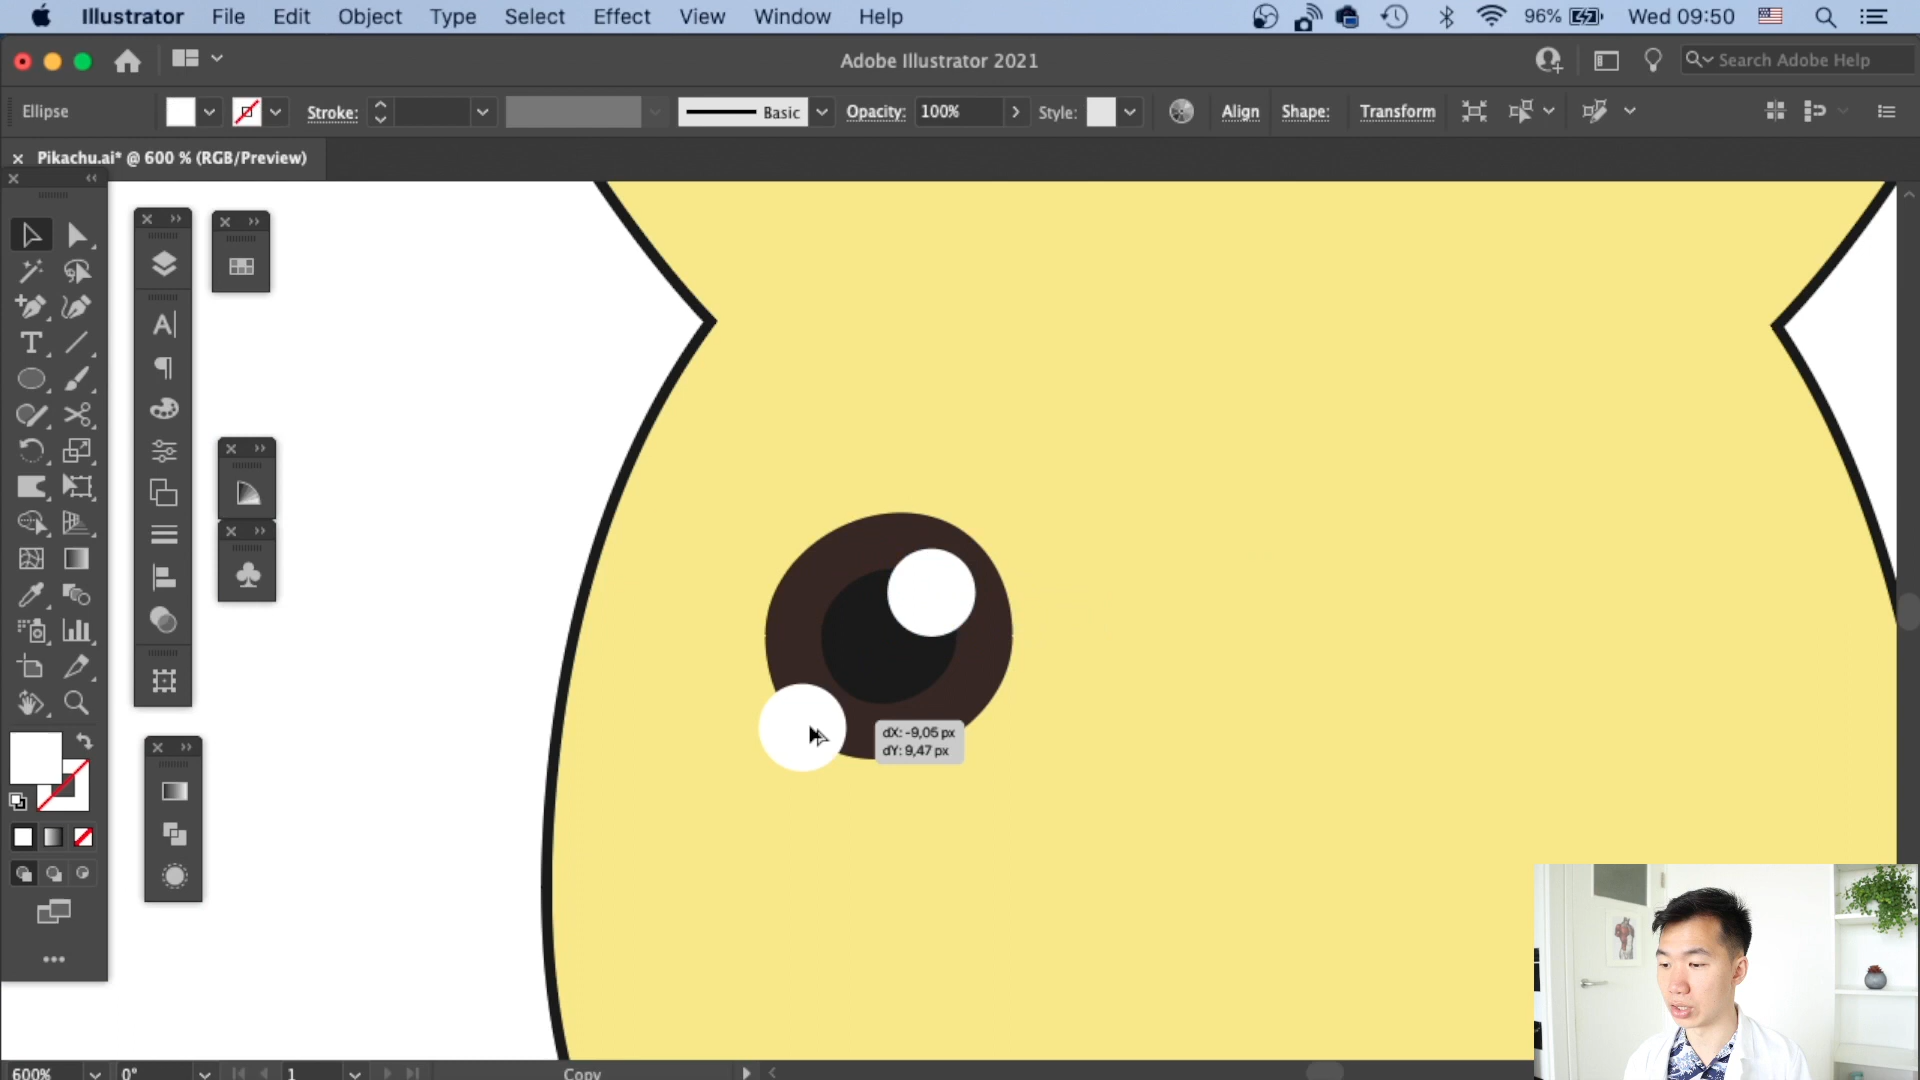 Illustrator File Edit Object Type Select Effect View Window Help 96% Wed 09:50
Adobe Illustrator 2021 Search Adobe Help
Ellipse Stroke: Basic Opacity: 100% Style: Align Shape: Transform
× Pikachu.ai* @ 600 % (RGB/Preview)
dX: -9,05 px
dY: 9,47 px
600% 0° 1 Copy